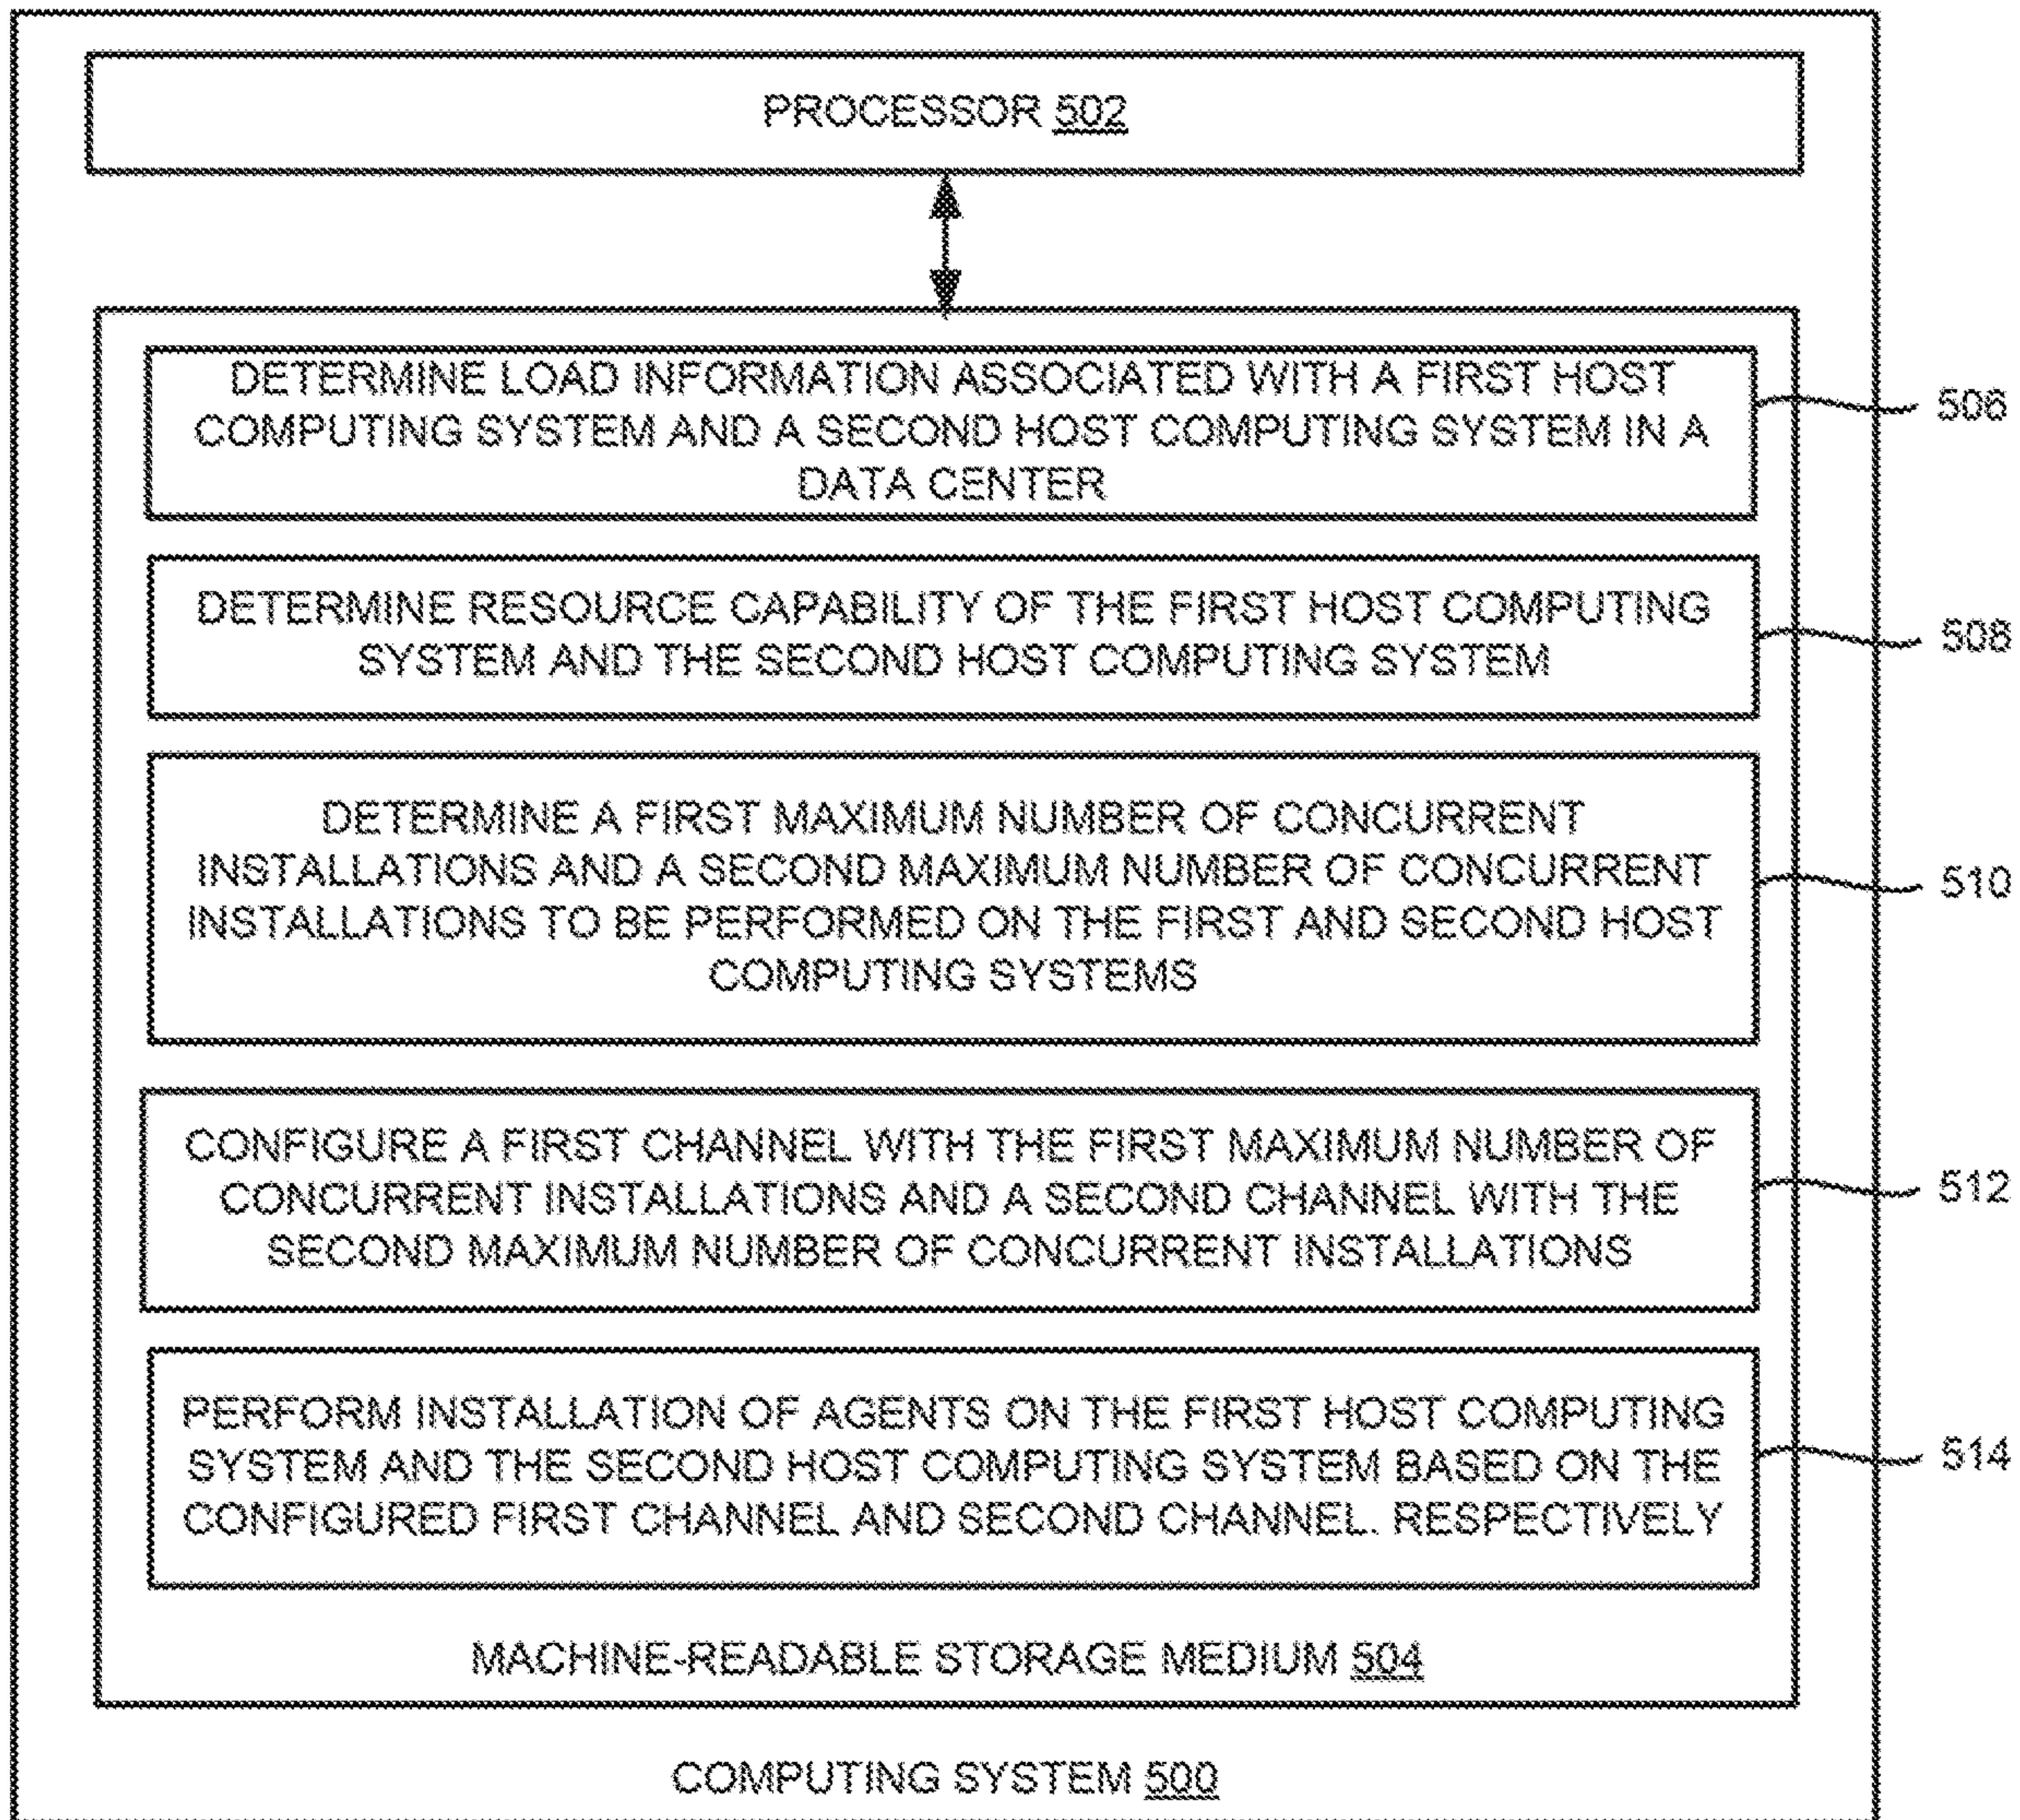 PROCESSOR 502
DETERMINE LOAD INFORMATION ASSOCIATED WITH A FIRST HOST
COMPUTING SYSTEM AND A SECOND HOST COMPUTING SYSTEM IN A
DATA CENTER
506
DETERMINE RESOURCE CAPABILITY OF THE FIRST HOST COMPUTING
SYSTEM AND THE SECOND HOST COMPUTING SYSTEM
508
DETERMINE A FIRST MAXIMUM NUMBER OF CONCURRENT
INSTALLATIONS AND A SECOND MAXIMUM NUMBER OF CONCURRENT
INSTALLATIONS TO BE PERFORMED ON THE FIRST AND SECOND HOST
COMPUTING SYSTEMS
510
CONFIGURE A FIRST CHANNEL WITH THE FIRST MAXIMUM NUMBER OF
CONCURRENT INSTALLATIONS AND A SECOND CHANNEL WITH THE
SECOND MAXIMUM NUMBER OF CONCURRENT INSTALLATIONS
512
PERFORM INSTALLATION OF AGENTS ON THE FIRST HOST COMPUTING
SYSTEM AND THE SECOND HOST COMPUTING SYSTEM BASED ON THE
CONFIGURED FIRST CHANNEL AND SECOND CHANNEL. RESPECTIVELY
514
MACHINE-READABLE STORAGE MEDIUM 504
COMPUTING SYSTEM 500